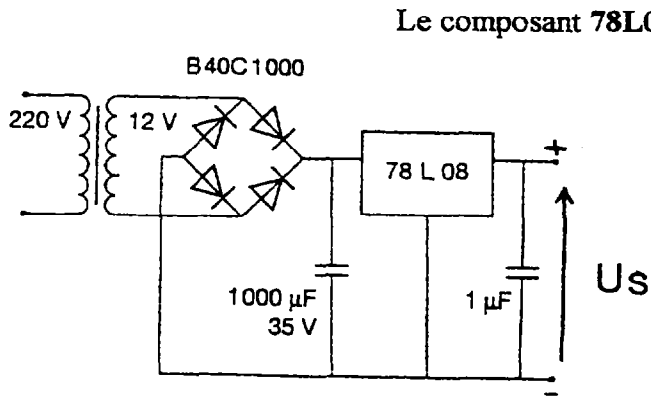 Le composant 78L0
B40C1000
220 V
12 V
78 L 08
+
1000 µF
35 V
1 µF
Us
-